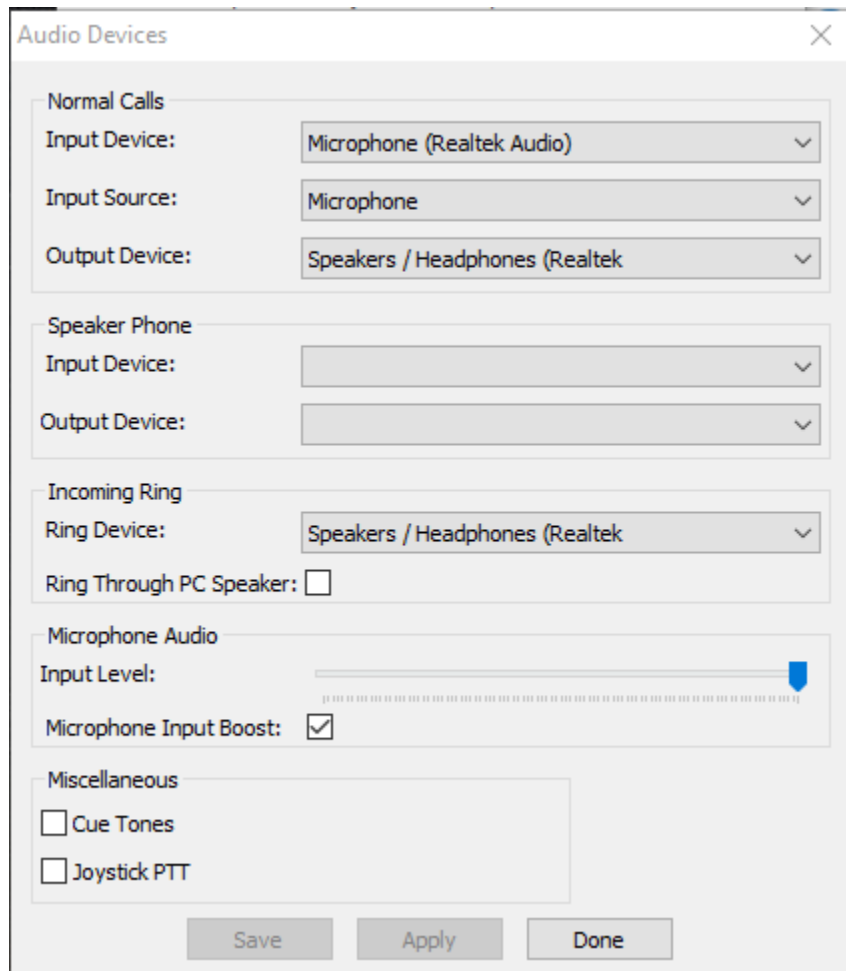 Audio Devices
Normal Calls
Input Device: Microphone (Realtek Audio)
Input Source: Microphone
Output Device: Speakers / Headphones (Realtek
Speaker Phone
Input Device:
Output Device:
Incoming Ring
Ring Device: Speakers / Headphones (Realtek
Ring Through PC Speaker:
Microphone Audio
Input Level:
Microphone Input Boost:
Miscellaneous
Cue Tones
Joystick PTT
Save Apply Done